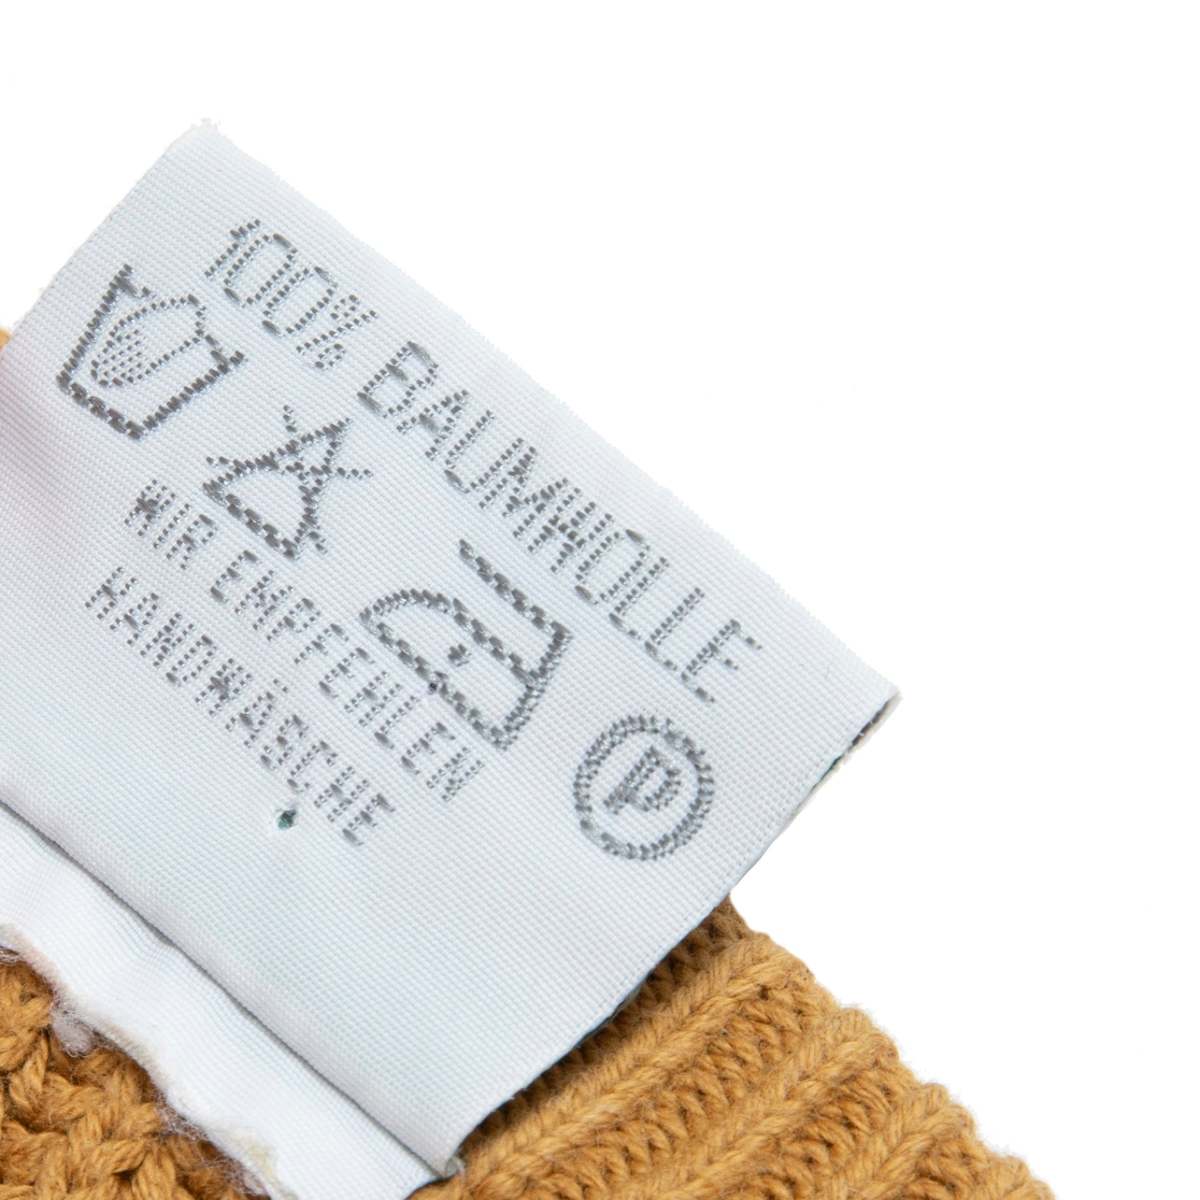 100% BAUMWOLLE
P
WIR EMPFEHLEN
HANDWÄSCHE